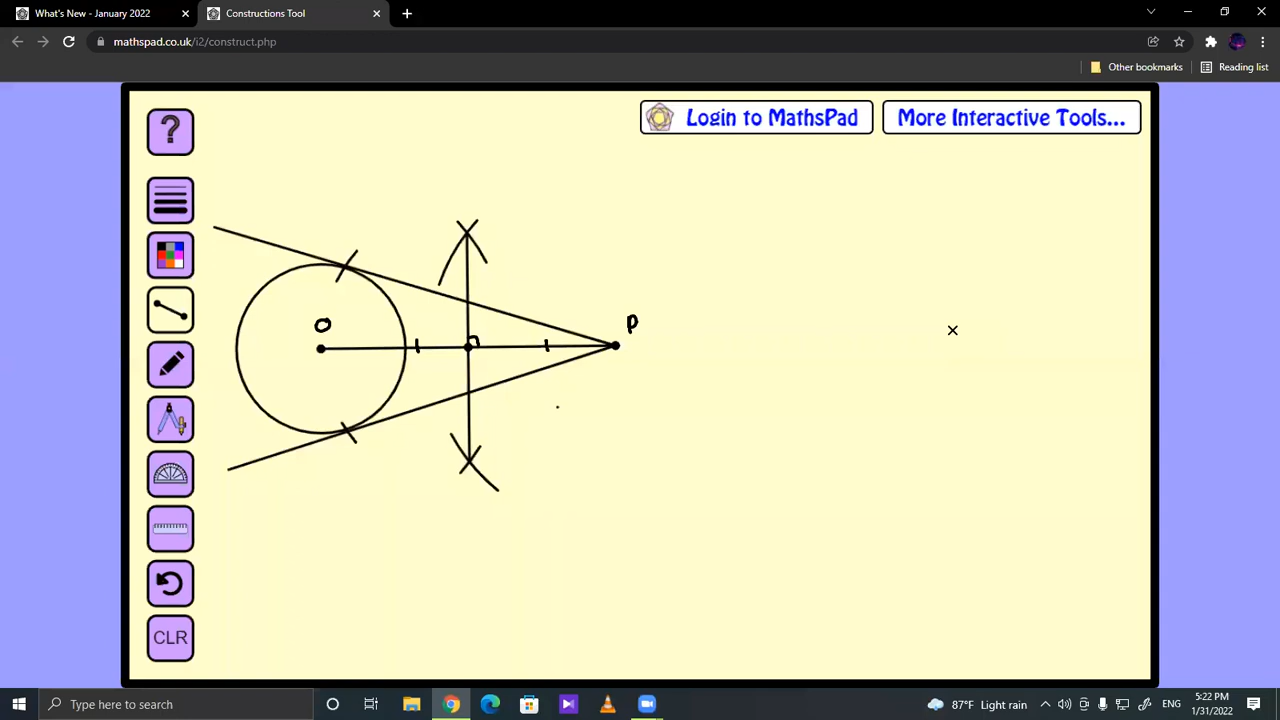 What's New - January 2022
Constructions Tool
mathspad.co.uk/i2/construct.php
Other bookmarks
Reading list
?
Login to MathsPad
More Interactive Tools...
O
P
CLR
Type here to search
87°F Light rain
ENG
5:22 PM
1/31/2022